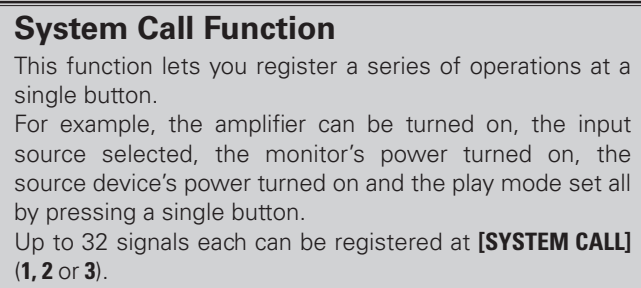 System Call Function
This function lets you register a series of operations at a
single button.
For example, the amplifier can be turned on, the input
source selected, the monitor’s power turned on, the
source device’s power turned on and the play mode set all
by pressing a single button.
Up to 32 signals each can be registered at [SYSTEM CALL]
(1, 2 or 3).